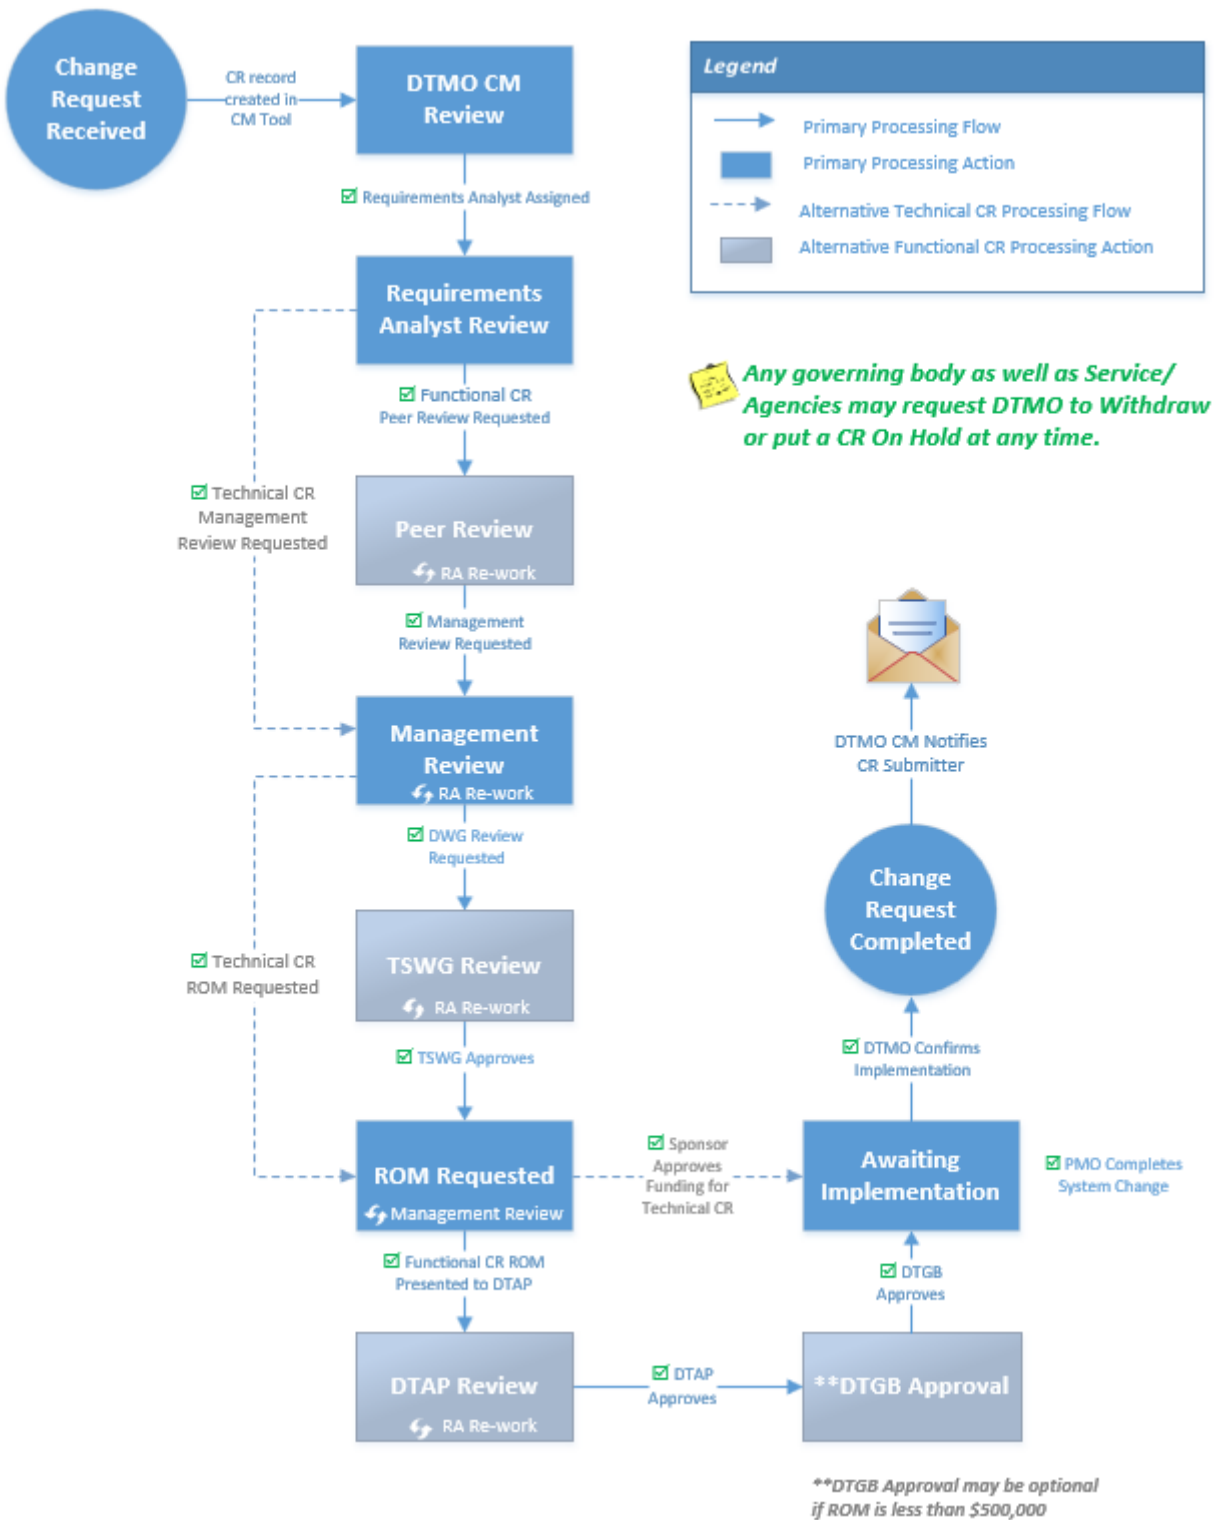 Change
Request
Received
CR record
created in
CM Tool
DTMO CM
Review
Legend
Primary Processing Flow
Primary Processing Action
Alternative Technical CR Processing Flow
Alternative Functional CR Processing Action
Requirements Analyst Assigned
Requirements
Analyst Review
Any governing body as well as Service/
Agencies may request DTMO to Withdraw
or put a CR On Hold at any time.
Functional CR
Peer Review Requested
Technical CR
Management
Review Requested
Peer Review
RA Re-work
Management
Review Requested
Management
Review
RA Re-work
DWG Review
Requested
TSWG Review
RA Re-work
Technical CR
ROM Requested
TSWG Approves
ROM Requested
Management Review
Sponsor
Approves
Funding for
Technical CR
Functional CR ROM
Presented to DTAP
DTAP Review
RA Re-work
DTAP
Approves
**DTGB Approval
**DTGB Approval may be optional
if ROM is less than $500,000
DTGB
Approves
Awaiting
Implementation
PMO Completes
System Change
DTMO Confirms
Implementation
Change
Request
Completed
DTMO CM Notifies
CR Submitter